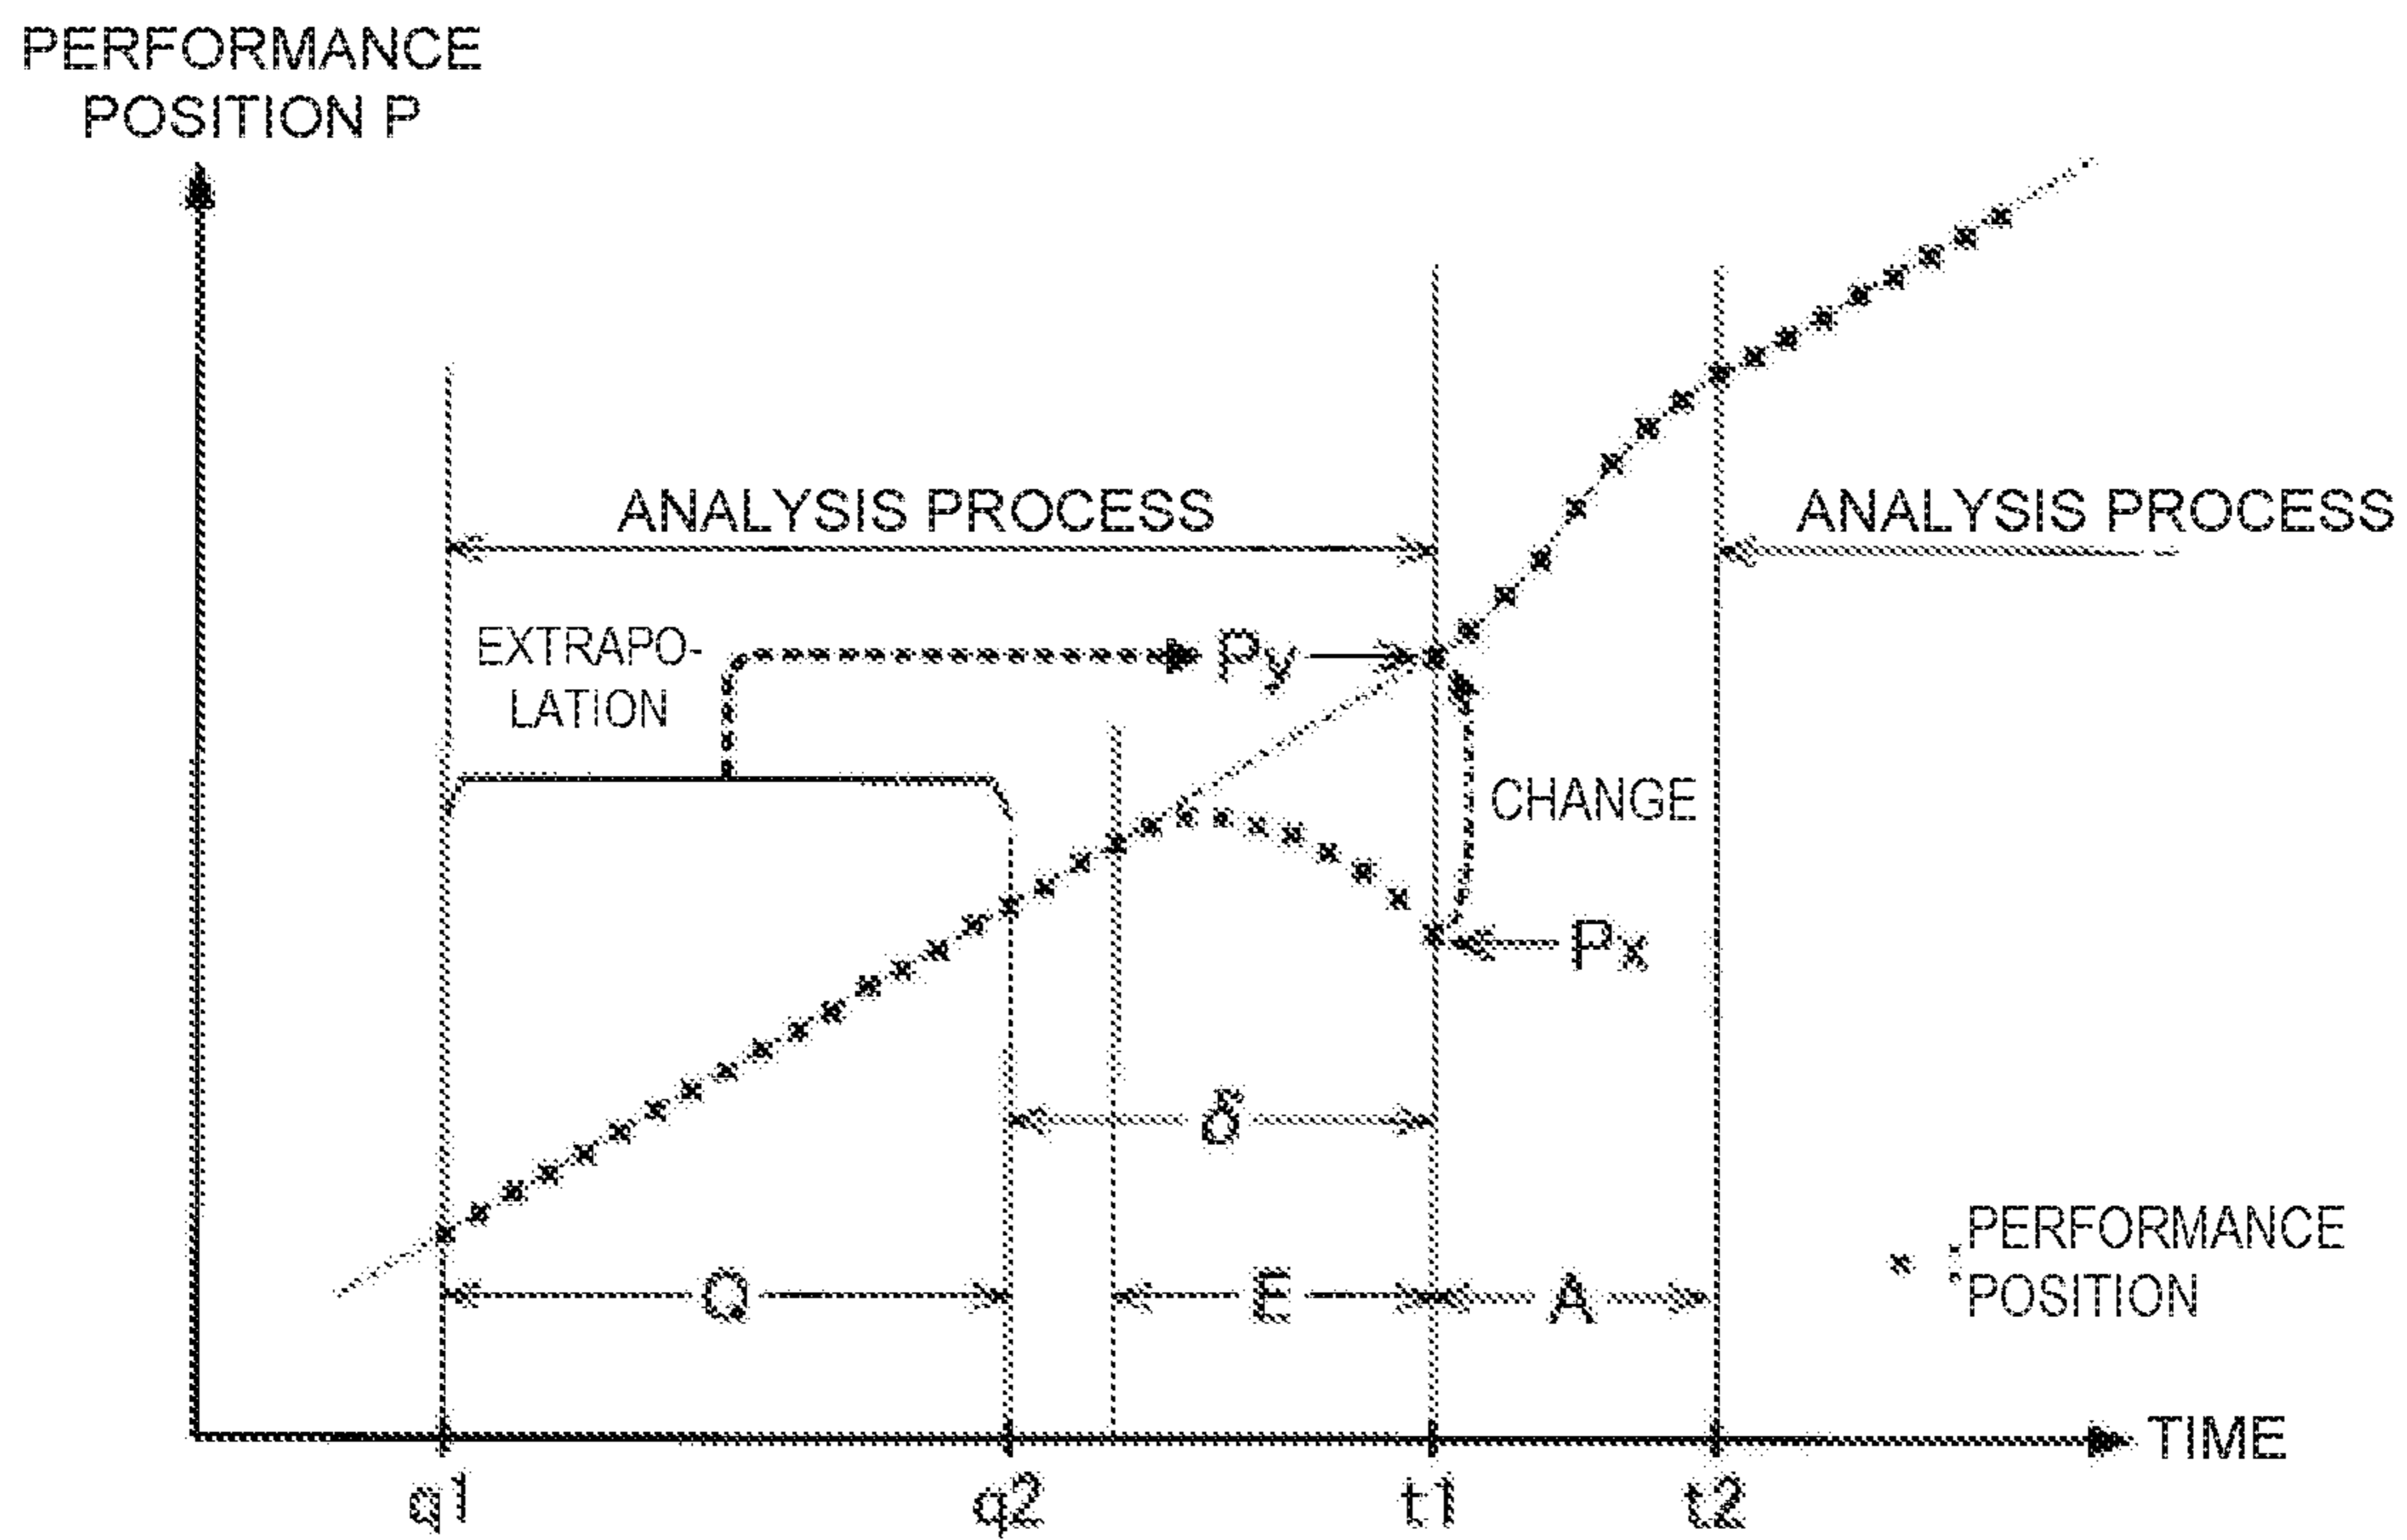 PERFORMANCE
POSITION P
ANALYSIS PROCESS
ANALYSIS PROCESS
EXTRAPO-
LATION
Py
CHANGE
Px
δ
Q
E
A
PERFORMANCE
: POSITION
TIME
q1
q2
t1
t2